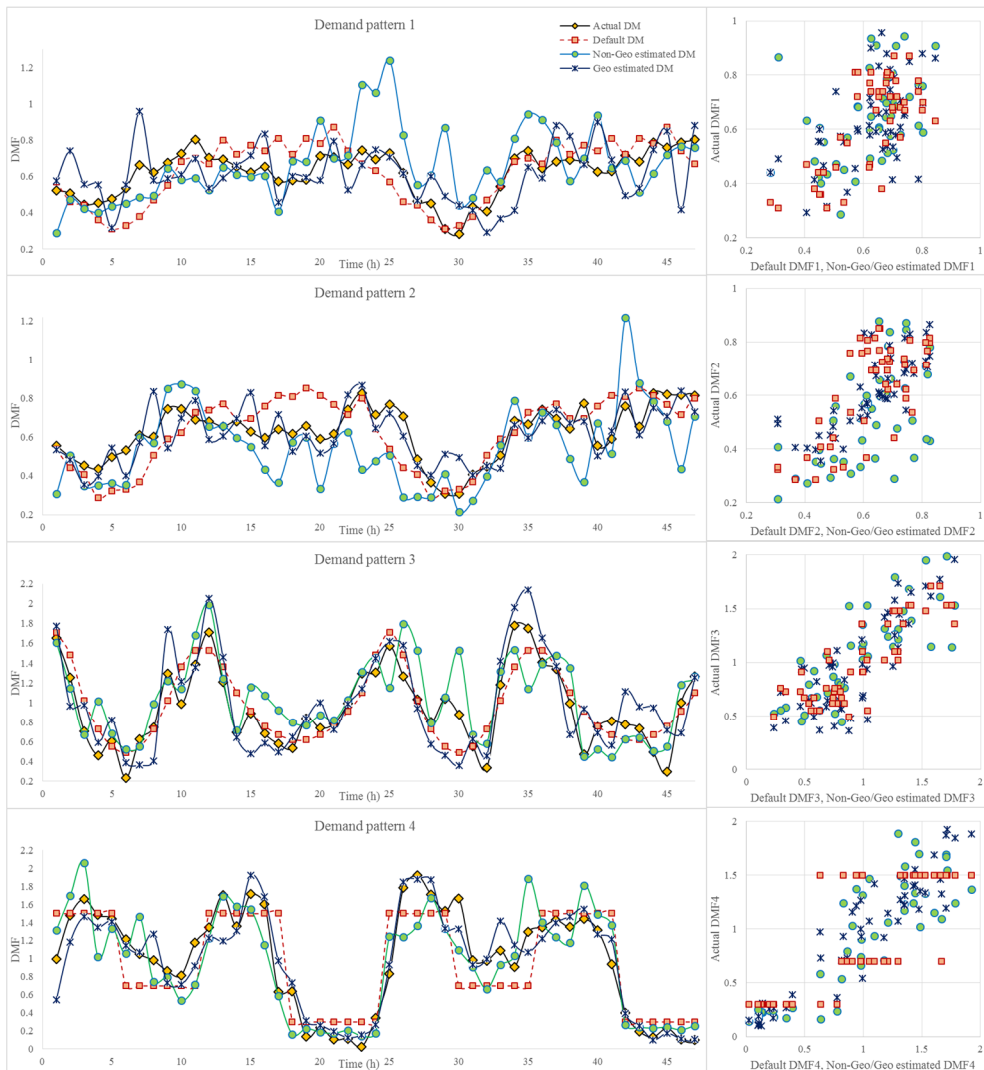 Demand pattern 1
Actual DM
Default DM
Non-Geo estimated DM
Geo estimated DM
DMF
1.2
1
0.8
0.6
0.4
0.2
0 5 10 15 20 25 30 35 40 45
Time (h)
Actual DMF1
1
0.8
0.6
0.4
0.2
0.2 0.4 0.6 0.8 1
Default DMF1, Non-Geo/Geo estimated DMF1
Demand pattern 2
DMF
1.2
1
0.8
0.6
0.4
0.2
0 5 10 15 20 25 30 35 40 45
Time (h)
Actual DMF2
1
0.8
0.6
0.4
0.2
0.2 0.4 0.6 0.8 1
Default DMF2, Non-Geo/Geo estimated DMF2
Demand pattern 3
DMF
2.2
2
1.8
1.6
1.4
1.2
1
0.8
0.6
0.4
0.2
0 5 10 15 20 25 30 35 40 45
Time (h)
Actual DMF3
2
1.5
1
0.5
0
0 0.5 1 1.5 2
Default DMF3, Non-Geo/Geo estimated DMF3
Demand pattern 4
DMF
2
1.8
1.6
1.4
1.2
1
0.8
0.6
0.4
0.2
0
0 5 10 15 20 25 30 35 40 45
Time (h)
Actual DMF4
2
1.5
1
0.5
0
0 0.5 1 1.5 2
Default DMF4, Non-Geo/Geo estimated DMF4